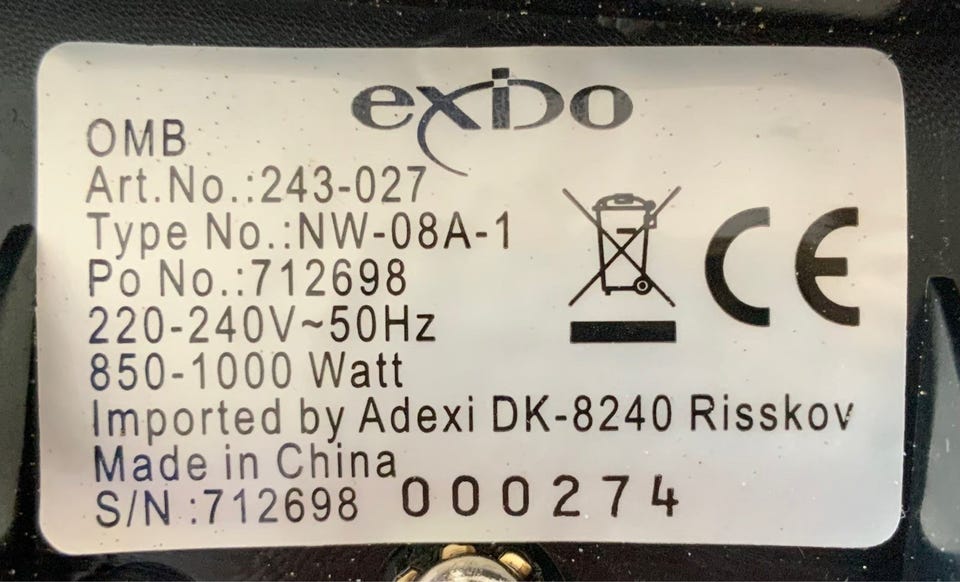 exido
OMB
Art.No.:243-027
Type No.:NW-08A-1
Po No.:712698
220-240V~50Hz
850-1000 Watt
Imported by Adexi DK-8240 Risskov
Made in China
S/N :712698 000274
CE